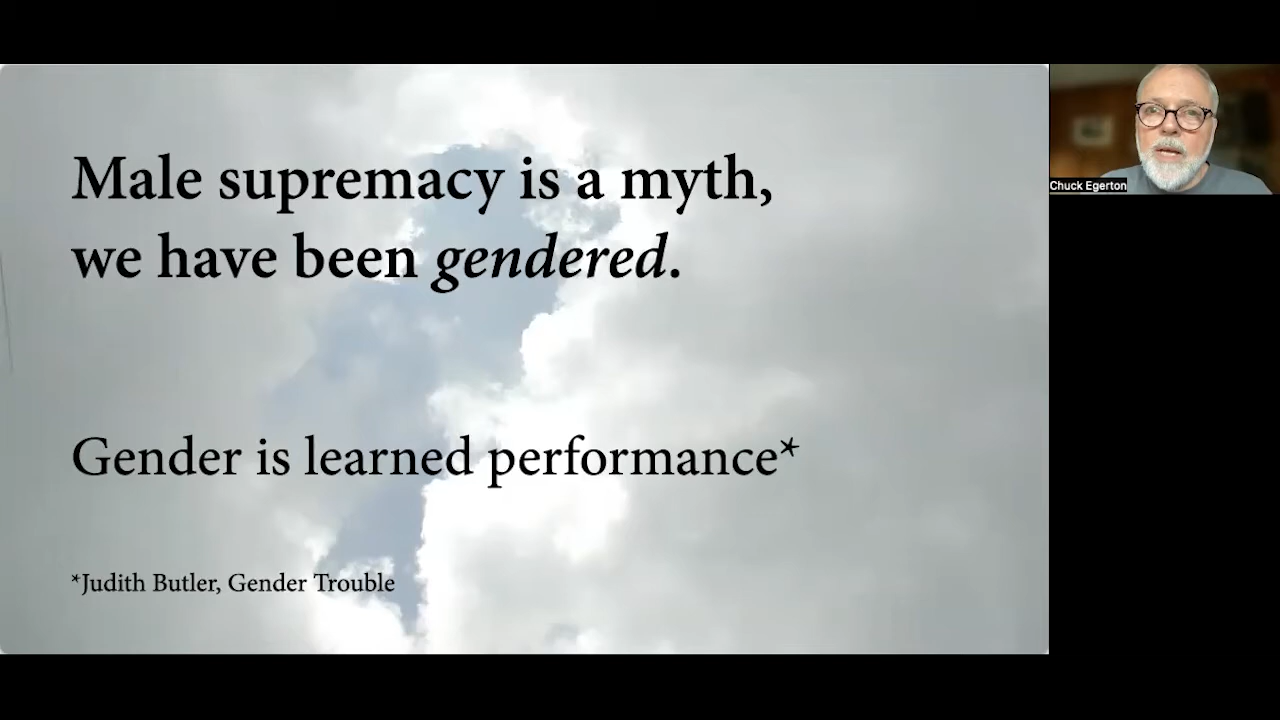 Male supremacy is a myth,
we have been gendered.
Gender is learned performance*
*Judith Butler, Gender Trouble
Chuck Egerton